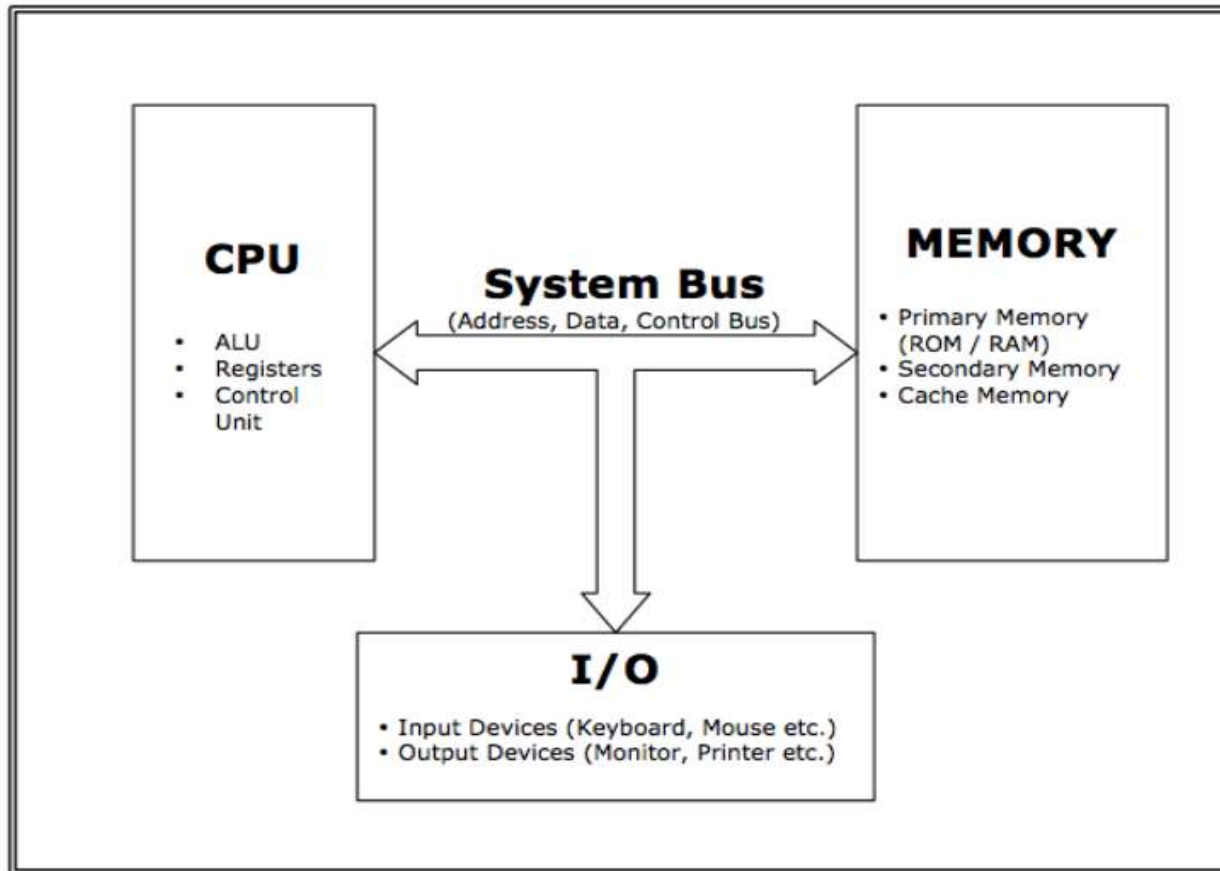 CPU
• ALU
• Registers
• Control
Unit
System Bus
(Address, Data, Control Bus)
MEMORY
• Primary Memory
(ROM / RAM)
• Secondary Memory
• Cache Memory
I/O
• Input Devices (Keyboard, Mouse etc.)
• Output Devices (Monitor, Printer etc.)